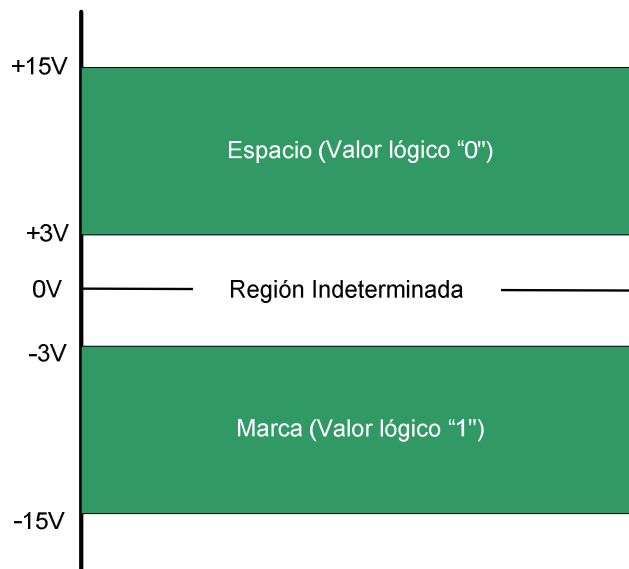 +15V
Espacio (Valor lógico “0")
+3V
0V
Región Indeterminada
-3V
Marca (Valor lógico “1")
-15V